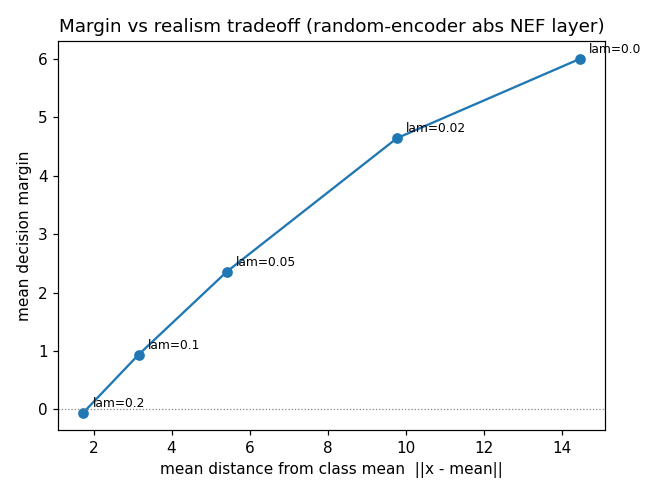 Margin vs realism tradeoff (random-encoder abs NEF layer)
lam=0.0
lam=0.02
lam=0.05
lam=0.1
lam=0.2
6
5
4
3
2
1
0
mean decision margin
2 4 6 8 10 12 14
mean distance from class mean ||x - mean||